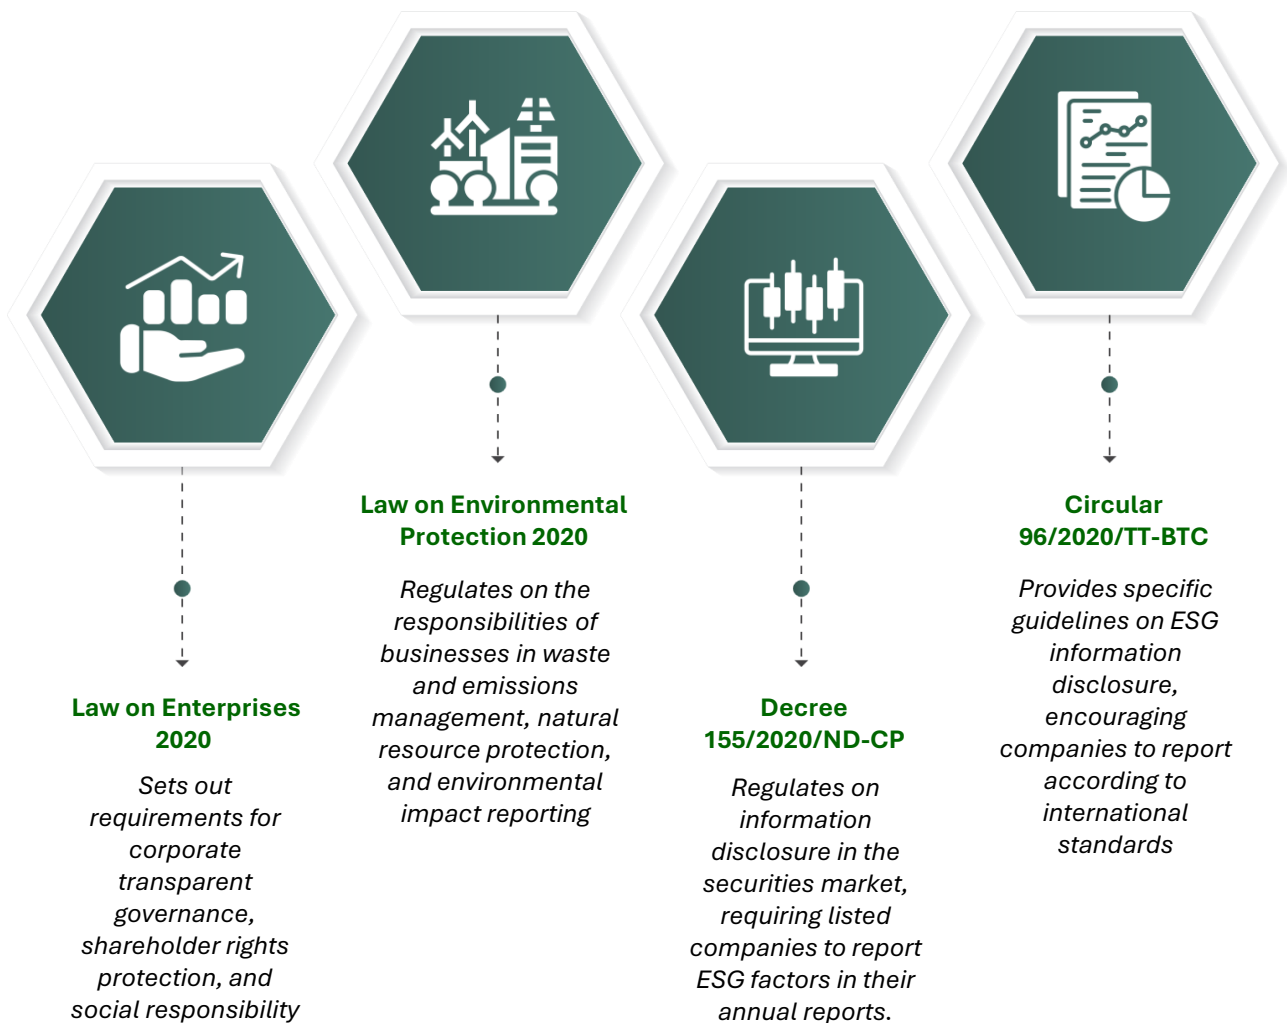 Law on Enterprises
2020
Sets out
requirements for
corporate
transparent
governance,
shareholder rights
protection, and
social responsibility
Law on Environmental
Protection 2020
Regulates on the
responsibilities of
businesses in waste
and emissions
management, natural
resource protection,
and environmental
impact reporting
Decree
155/2020/ND-CP
Regulates on
information
disclosure in the
securities market,
requiring listed
companies to report
ESG factors in their
annual reports.
Circular
96/2020/TT-BTC
Provides specific
guidelines on ESG
information
disclosure,
encouraging
companies to report
according to
international
standards